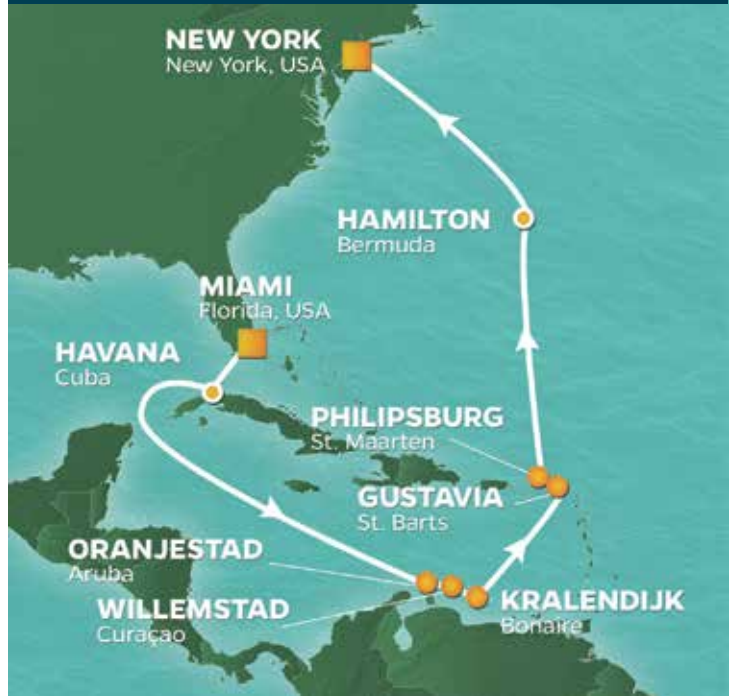 NEW YORK
New York, USA
HAMILTON
Bermuda
MIAMI
Florida, USA
HAVANA
Cuba
PHILIPSBURG
St. Maarten
GUSTAVIA
St. Barts
ORANJESTAD
Aruba
WILLEMSTAD
Curaçao
KRALENDIJK
Bonaire